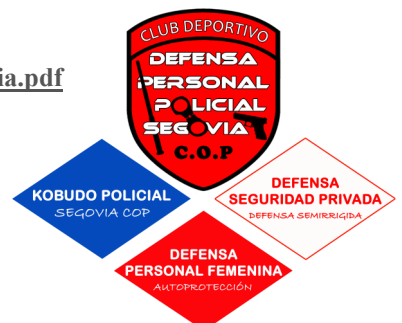 ia.pdf
CLUB DEPORTIVO
DEFENSA
PERSONAL
POLICIAL
SEGOVIA
C.O.P
KOBUDO POLICIAL
SEGOVIA COP
DEFENSA
SEGURIDAD PRIVADA
DEFENSA SEMIRRIGIDA
DEFENSA
PERSONAL FEMENINA
AUTOPROTECCIÓN